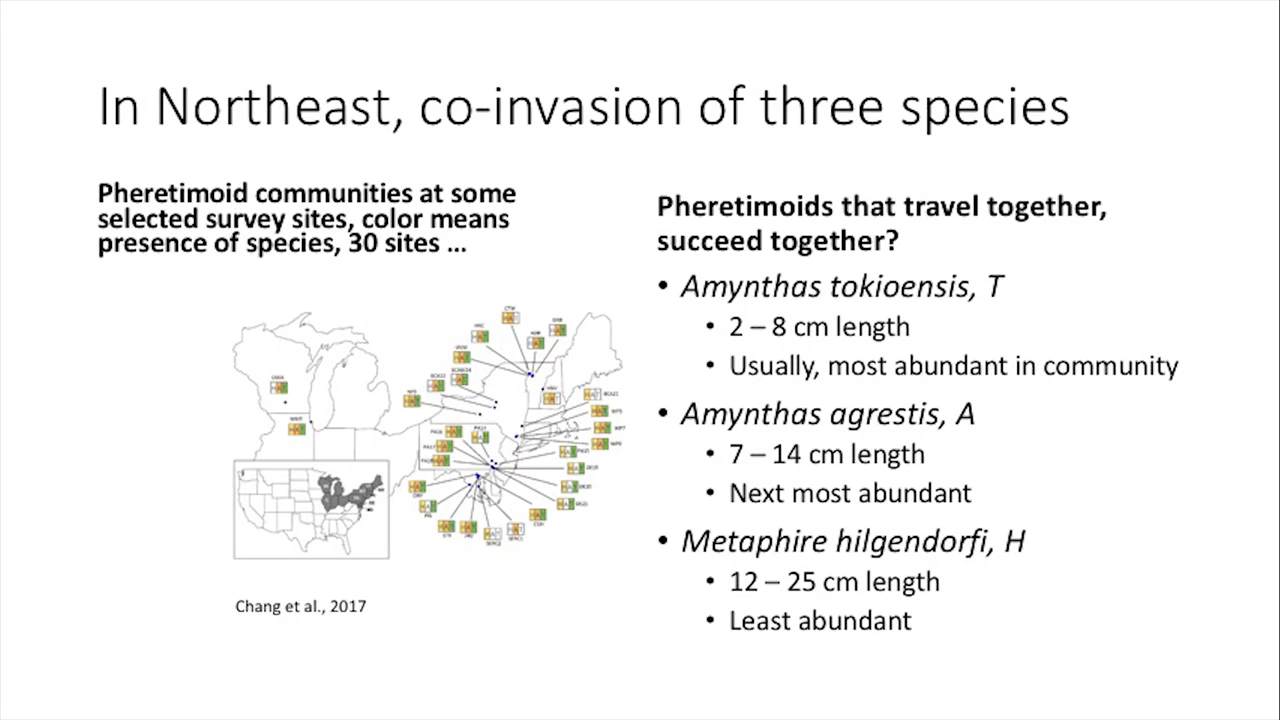 In Northeast, co-invasion of three species
Pheretimoid communities at some
selected survey sites, color means
presence of species, 30 sites ...
Chang et al., 2017
Pheretimoids that travel together,
succeed together?
• Amynthas tokioensis, T
• 2 – 8 cm length
• Usually, most abundant in community
• Amynthas agrestis, A
• 7 – 14 cm length
• Next most abundant
• Metaphire hilgendorfi, H
• 12 – 25 cm length
• Least abundant